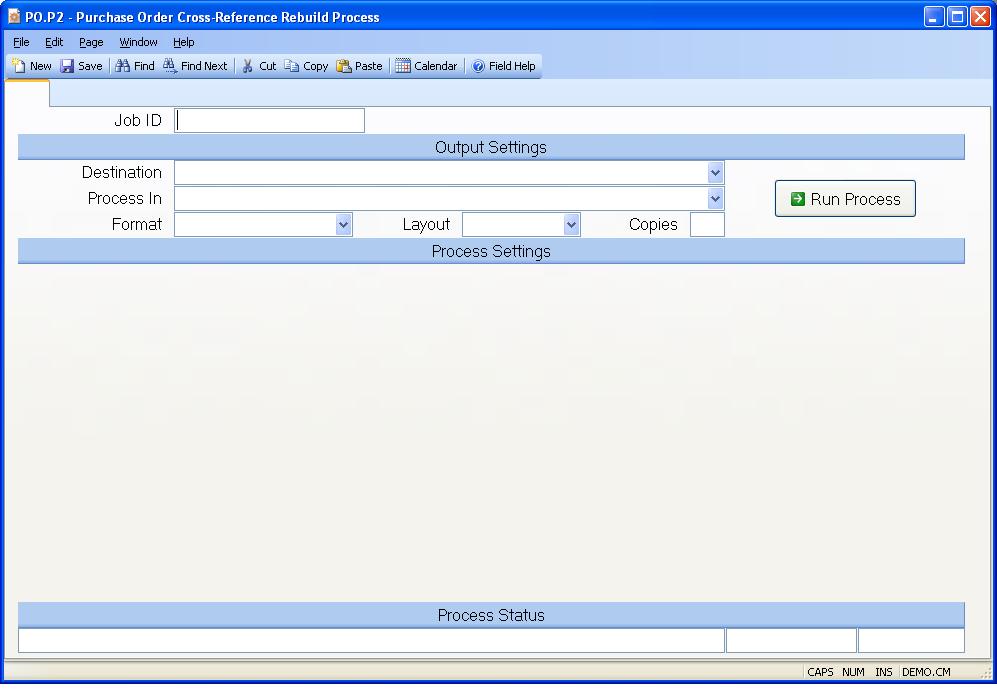 PO.P2 - Purchase Order Cross-Reference Rebuild Process
File Edit Page Window Help
New Save Find Find Next Cut Copy Paste Calendar Field Help
Job ID
Output Settings
Destination
Process In
Run Process
Format Layout Copies
Process Settings
Process Status
CAPS NUM INS DEMO.CM